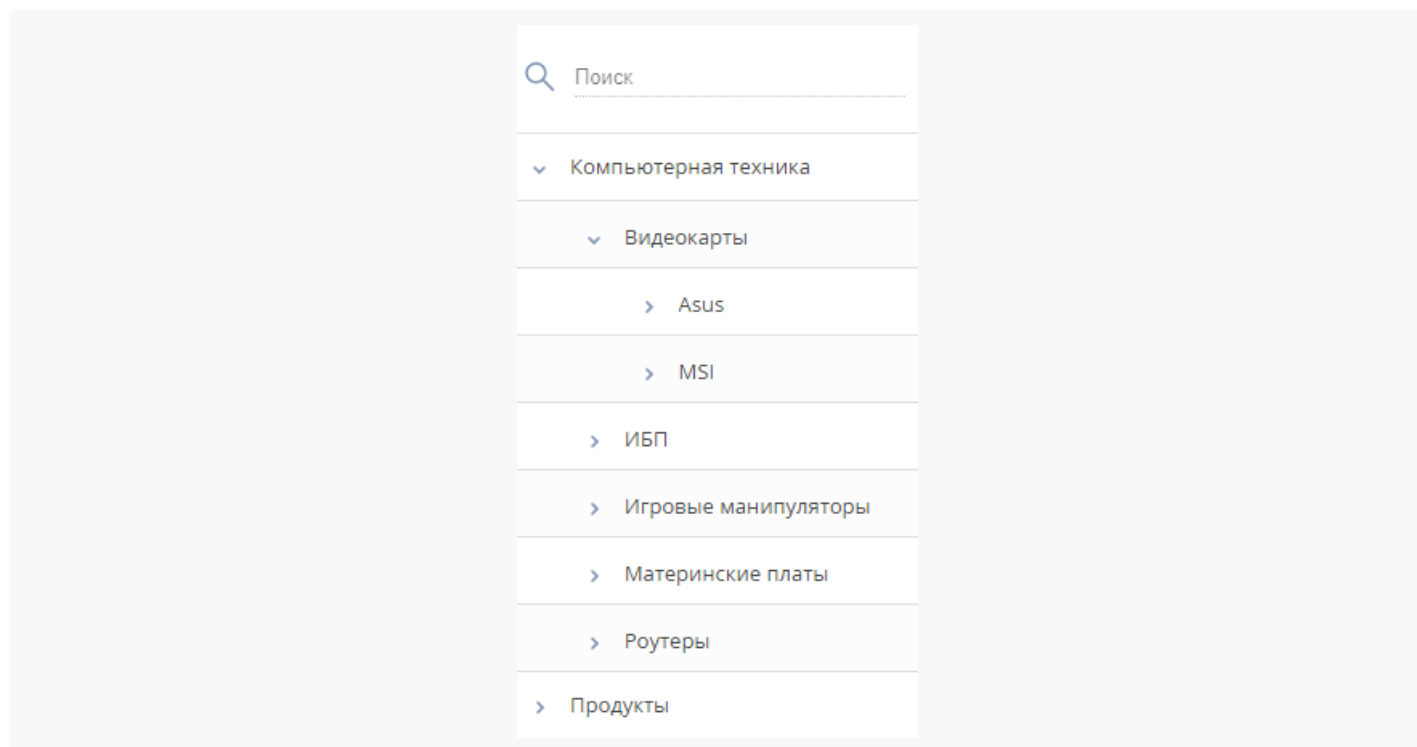 Поиск
Компьютерная техника
Видеокарты
Asus
MSI
ИБП
Игровые манипуляторы
Материнские платы
Роутеры
Продукты